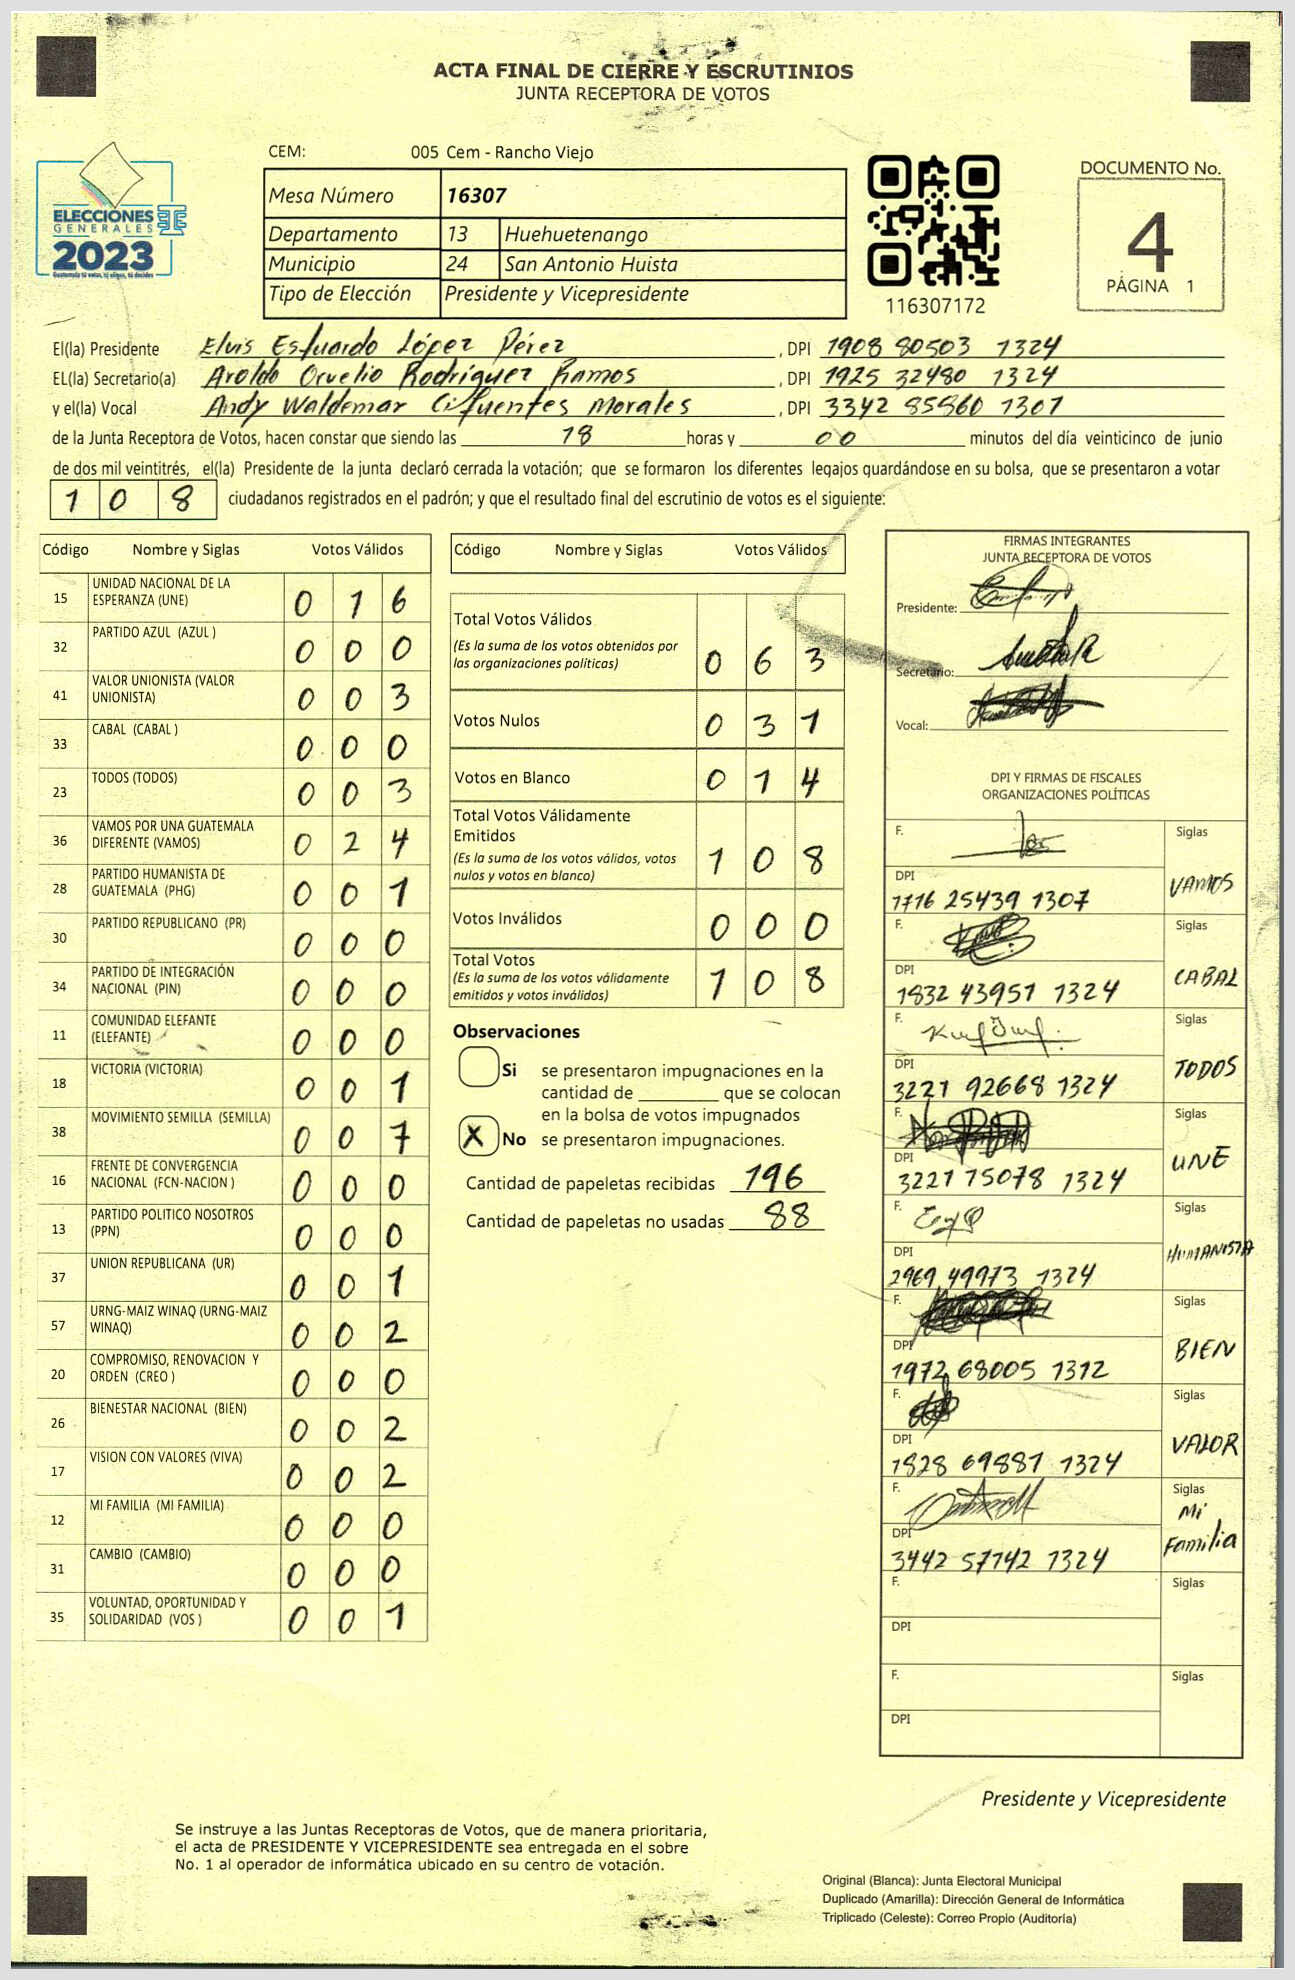 ACTA FINAL DE CIERRE Y ESCRUTINIOS
JUNTA RECEPTORA DE VOTOS
ELECCIONES
GENERALES
2023
Guatemala tú votas, tú eliges, tú decides
CEM: 005 Cem - Rancho Viejo
Mesa Número 16307
Departamento 13 Huehuetenango
Municipio 24 San Antonio Huista
Tipo de Elección Presidente y Vicepresidente
116307172
DOCUMENTO No.
4
PÁGINA 1
El(la) Presidente Elvis Estuardo López Pérez, DPI 1908 80503 1324
EL(la) Secretario(a) Aroldo Orvelio Rodríguez Ramos, DPI 1925 32480 1324
y el(la) Vocal Andy Waldemar Cifuentes Morales, DPI 3342 85860 1307
de la Junta Receptora de Votos, hacen constar que siendo las 18 horas y 00 minutos del día veinticinco de junio
de dos mil veintitrés, el(la) Presidente de la junta declaró cerrada la votación; que se formaron los diferentes legajos guardándose en su bolsa, que se presentaron a votar
1 0 8 ciudadanos registrados en el padrón; y que el resultado final del escrutinio de votos es el siguiente:
Código Nombre y Siglas Votos Válidos
15 UNIDAD NACIONAL DE LA ESPERANZA (UNE) 0 1 6
32 PARTIDO AZUL (AZUL ) 0 0 0
41 VALOR UNIONISTA (VALOR UNIONISTA) 0 0 3
33 CABAL (CABAL ) 0 0 0
23 TODOS (TODOS) 0 0 3
36 VAMOS POR UNA GUATEMALA DIFERENTE (VAMOS) 0 2 4
28 PARTIDO HUMANISTA DE GUATEMALA (PHG) 0 0 1
30 PARTIDO REPUBLICANO (PR) 0 0 0
34 PARTIDO DE INTEGRACIÓN NACIONAL (PIN) 0 0 0
11 COMUNIDAD ELEFANTE (ELEFANTE) 0 0 0
18 VICTORIA (VICTORIA) 0 0 1
38 MOVIMIENTO SEMILLA (SEMILLA) 0 0 7
16 FRENTE DE CONVERGENCIA NACIONAL (FCN-NACION ) 0 0 0
13 PARTIDO POLITICO NOSOTROS (PPN) 0 0 0
37 UNION REPUBLICANA (UR) 0 0 1
57 URNG-MAIZ WINAQ (URNG-MAIZ WINAQ) 0 0 2
20 COMPROMISO, RENOVACION Y ORDEN (CREO ) 0 0 0
26 BIENESTAR NACIONAL (BIEN) 0 0 2
17 VISION CON VALORES (VIVA) 0 0 2
12 MI FAMILIA (MI FAMILIA) 0 0 0
31 CAMBIO (CAMBIO) 0 0 0
35 VOLUNTAD, OPORTUNIDAD Y SOLIDARIDAD (VOS ) 0 0 1
Código Nombre y Siglas Votos Válidos
Total Votos Válidos
(Es la suma de los votos obtenidos por
las organizaciones políticas) 0 6 3
Votos Nulos 0 3 1
Votos en Blanco 0 1 4
Total Votos Válidamente
Emitidos
(Es la suma de los votos válidos, votos
nulos y votos en blanco) 1 0 8
Votos Inválidos 0 0 0
Total Votos
(Es la suma de los votos válidamente
emitidos y votos inválidos) 1 0 8
Observaciones
Si se presentaron impugnaciones en la
cantidad de ________ que se colocan
en la bolsa de votos impugnados
X No se presentaron impugnaciones.
Cantidad de papeletas recibidas 196
Cantidad de papeletas no usadas 88
FIRMAS INTEGRANTES
JUNTA RECEPTORA DE VOTOS
Presidente:
Secretario:
Vocal:
DPI Y FIRMAS DE FISCALES
ORGANIZACIONES POLÍTICAS
F. Siglas
DPI 1716 25439 1307 VAMOS
F. Siglas
DPI 1832 43951 1324 CABAL
F. Siglas
DPI 3221 92668 1324 TODOS
F. Siglas
DPI 3221 75078 1324 UNE
F. Siglas
DPI 2969 49973 1324 HUMANISTA
F. Siglas
DPI 1972 68005 1312 BIEN
F. Siglas
DPI 1828 69881 1324 VALOR
F. Siglas
DPI 3442 57742 1324 Mi Familia
F. Siglas
DPI
F. Siglas
DPI
Presidente y Vicepresidente
Se instruye a las Juntas Receptoras de Votos, que de manera prioritaria,
el acta de PRESIDENTE Y VICEPRESIDENTE sea entregada en el sobre
No. 1 al operador de informática ubicado en su centro de votación.
Original (Blanca): Junta Electoral Municipal
Duplicado (Amarilla): Dirección General de Informática
Triplicado (Celeste): Correo Propio (Auditoría)